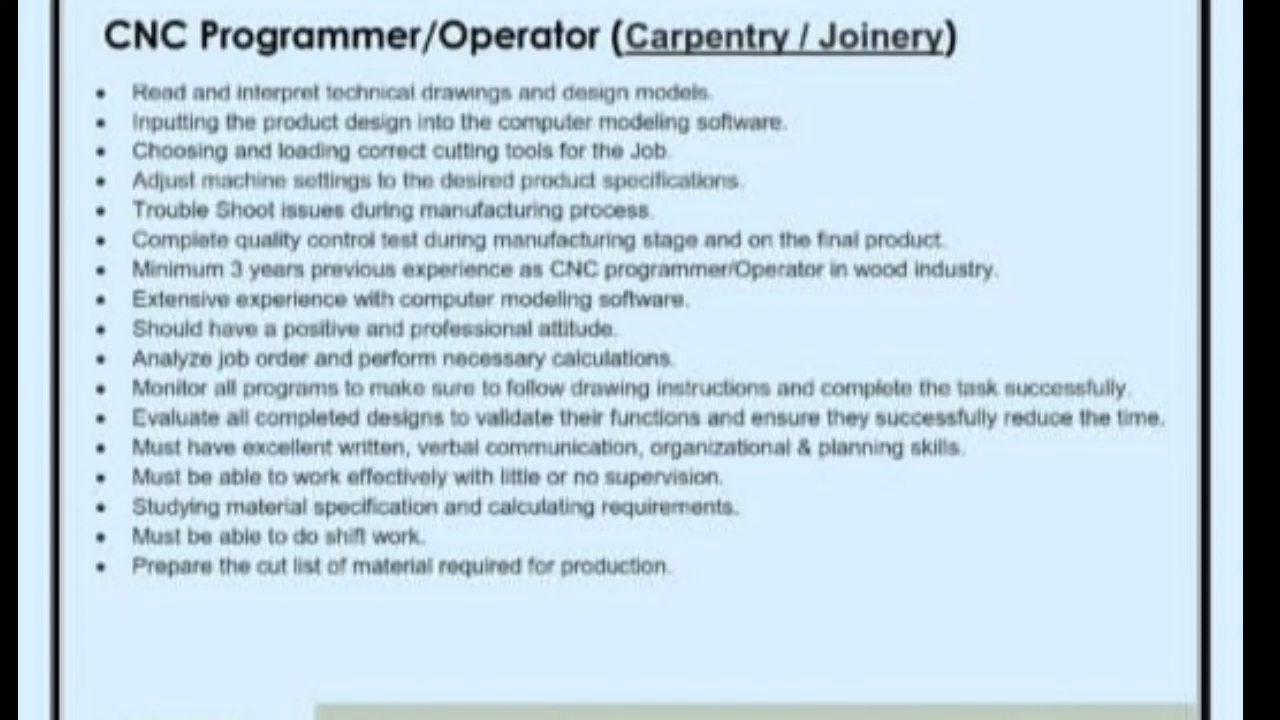 CNC Programmer/Operator (Carpentry / Joinery)
• Read and interpret technical drawings and design models.
• Inputting the product design into the computer modeling software.
• Choosing and loading correct cutting tools for the Job.
• Adjust machine settings to the desired product specifications.
• Trouble Shoot issues during manufacturing process.
• Complete quality control test during manufacturing stage and on the final product.
• Minimum 3 years previous experience as CNC programmer/Operator in wood industry.
• Extensive experience with computer modeling software.
• Should have a positive and professional attitude.
• Analyze job order and perform necessary calculations.
• Monitor all programs to make sure to follow drawing instructions and complete the task successfully.
• Evaluate all completed designs to validate their functions and ensure they successfully reduce the time.
• Must have excellent written, verbal communication, organizational & planning skills.
• Must be able to work effectively with little or no supervision.
• Studying material specification and calculating requirements.
• Must be able to do shift work.
• Prepare the cut list of material required for production.